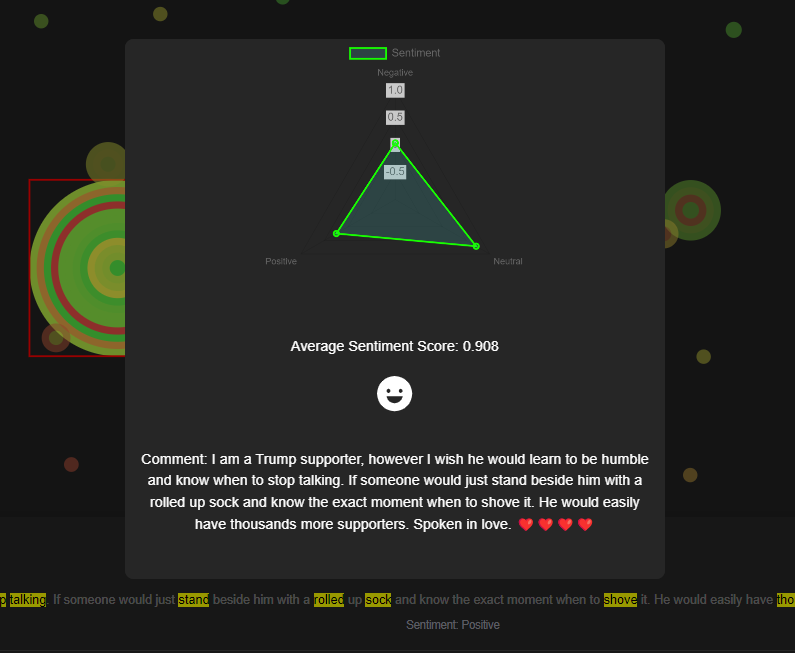 Sentiment
Negative
1.0
0.5
-0.5
Positive
Neutral
Average Sentiment Score: 0.908
Comment: I am a Trump supporter, however I wish he would learn to be humble
and know when to stop talking. If someone would just stand beside him with a
rolled up sock and know the exact moment when to shove it. He would easily
have thousands more supporters. Spoken in love. ❤️ ❤️ ❤️ ❤️
p talking. If someone would just stand beside him with a rolled up sock and know the exact moment when to shove it. He would easily have tho
Sentiment: Positive